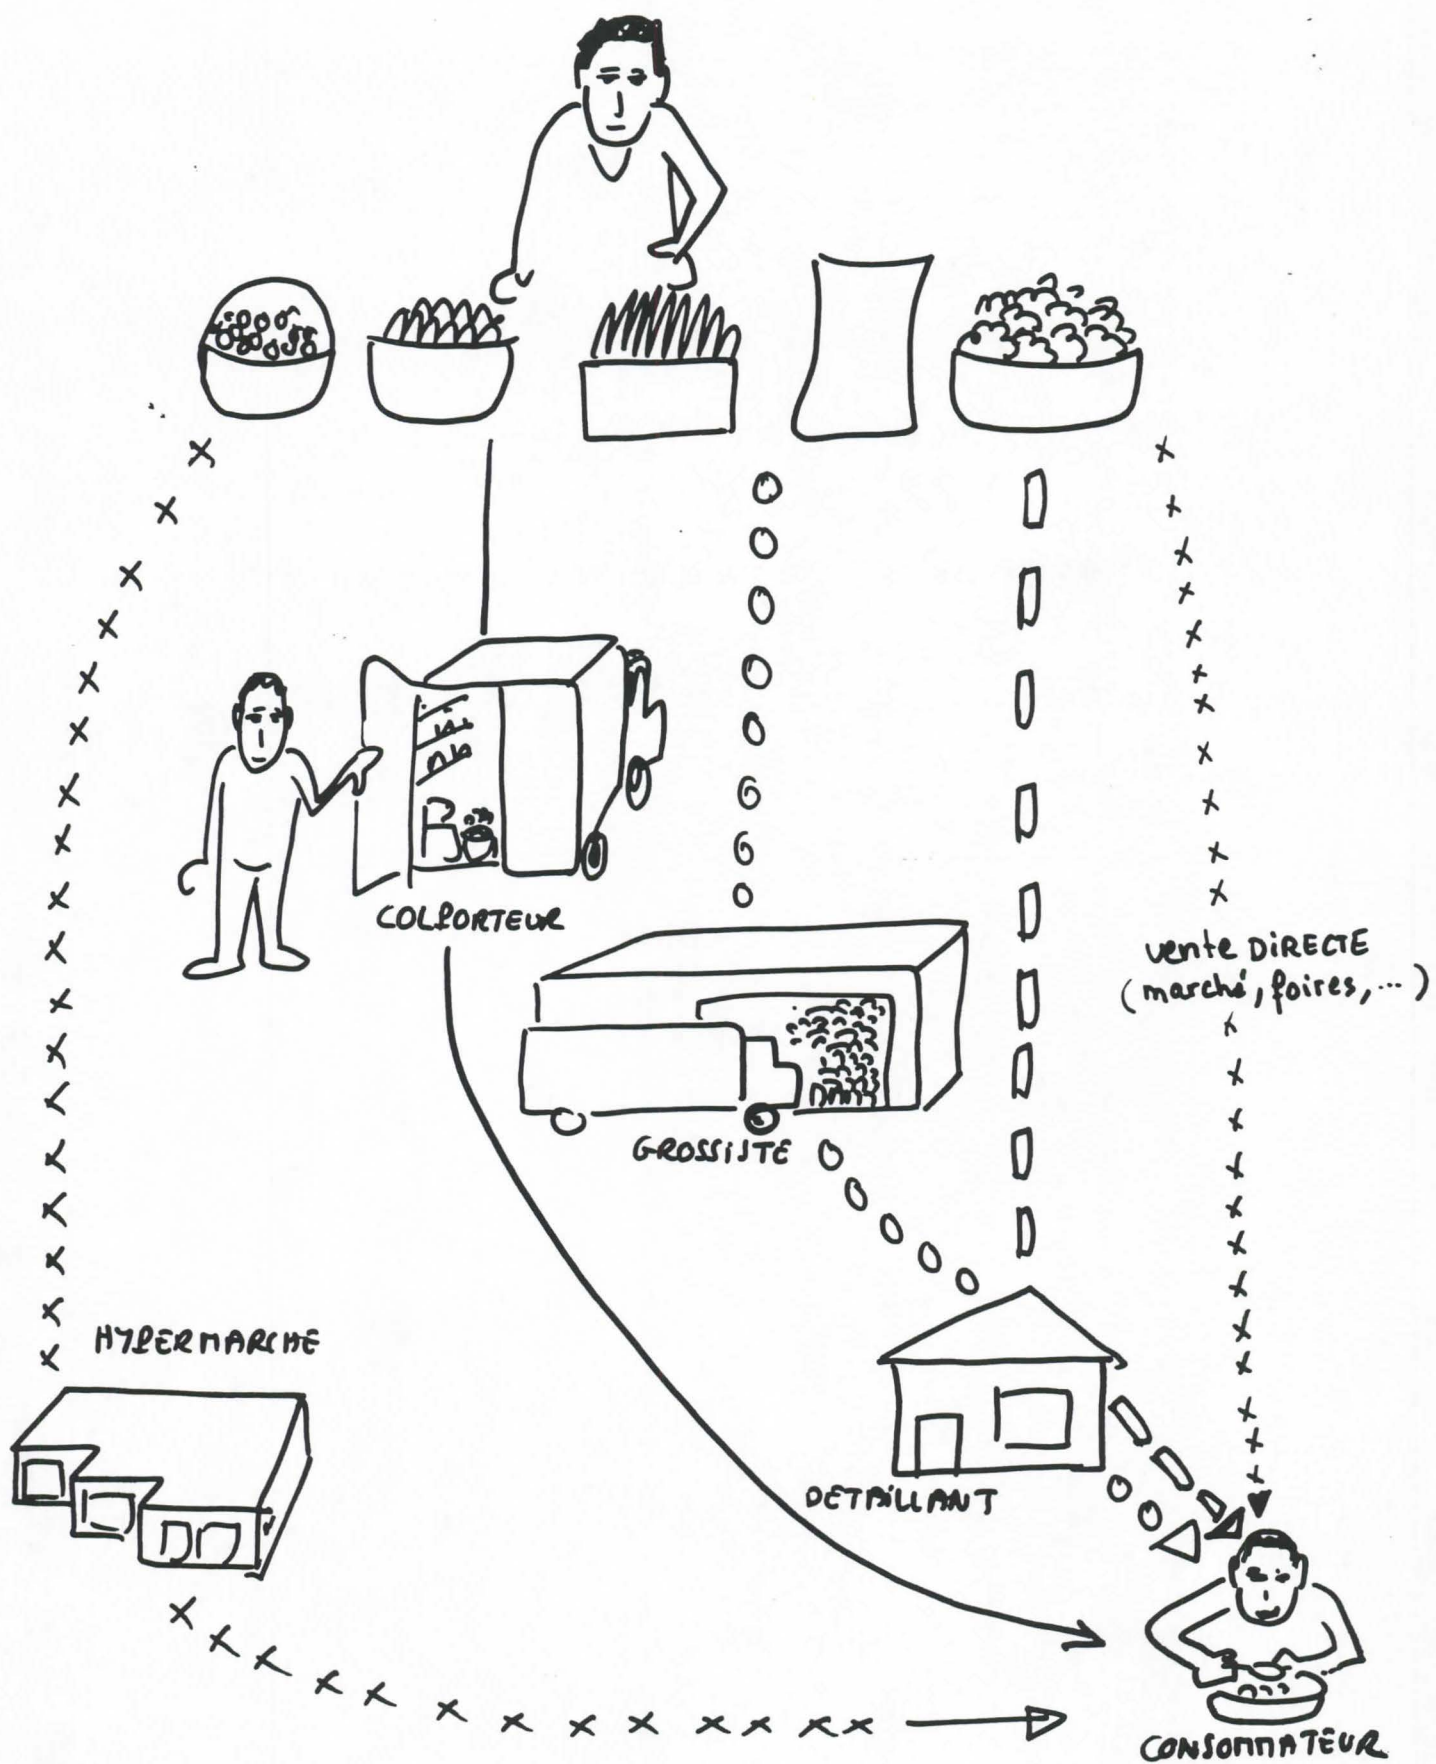 COLPORTEUR
vente DIRECTE
(marché, foires, ...)
GROSSISTE
HYPERMARCHE
DETAILLANT
CONSOMMATEUR